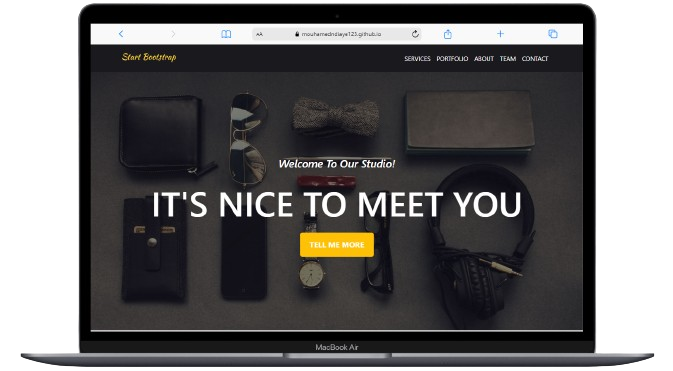 AA mouhamadndiaye123.github.io
Start Bootstrap SERVICES PORTFOLIO ABOUT TEAM CONTACT
Welcome To Our Studio!
IT'S NICE TO MEET YOU
TELL ME MORE
MacBook Air